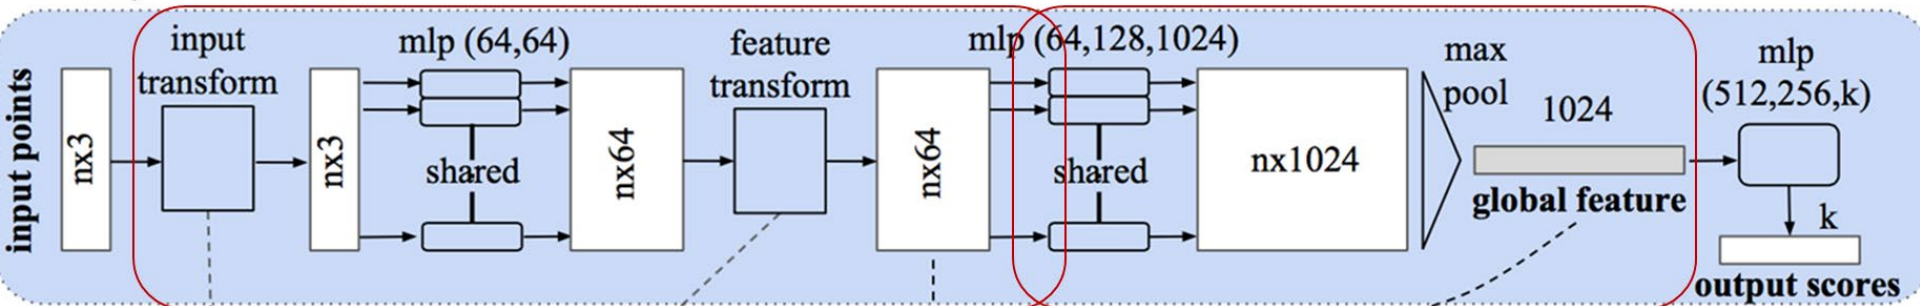 input points
nx3
input
transform
nx3
mlp (64,64)
shared
nx64
feature
transform
nx64
mlp (64,128,1024)
shared
nx1024
max
pool
1024
global feature
mlp
(512,256,k)
k
output scores